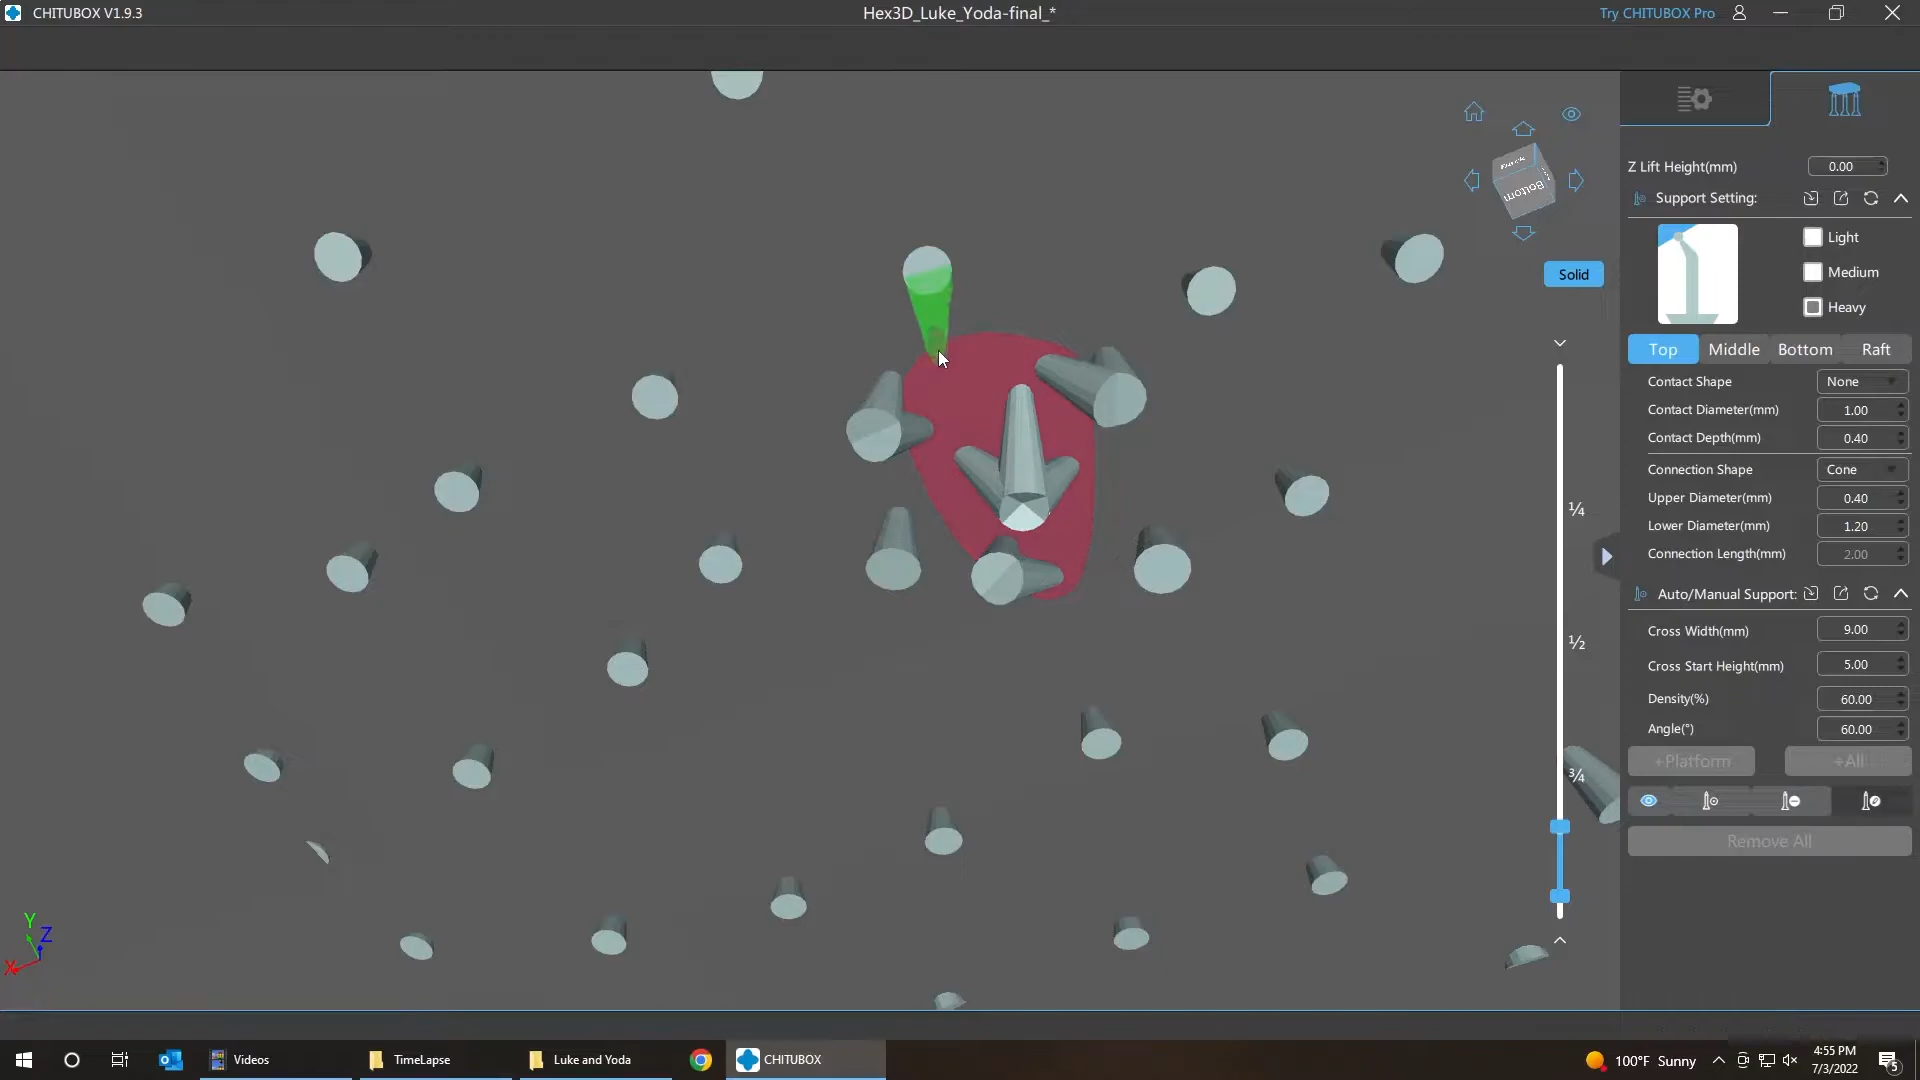 CHITUBOX V1.9.3
Hex3D_Luke_Yoda-final_*
Try CHITUBOX Pro
Z Lift Height(mm) 0.00
Support Setting:
Light
Medium
Heavy
Bottom
Solid
Top Middle Bottom Raft
Contact Shape None
Contact Diameter(mm) 1.00
Contact Depth(mm) 0.40
Connection Shape Cone
Upper Diameter(mm) 0.40
Lower Diameter(mm) 1.20
Connection Length(mm) 2.00
Auto/Manual Support:
Cross Width(mm) 9.00
Cross Start Height(mm) 5.00
Density(%) 60.00
Angle(°) 60.00
+Platform +All
Remove All
¼
½
¾
Y
Z
X
Videos
TimeLapse
Luke and Yoda
CHITUBOX
100°F Sunny
4:55 PM
7/3/2022
5